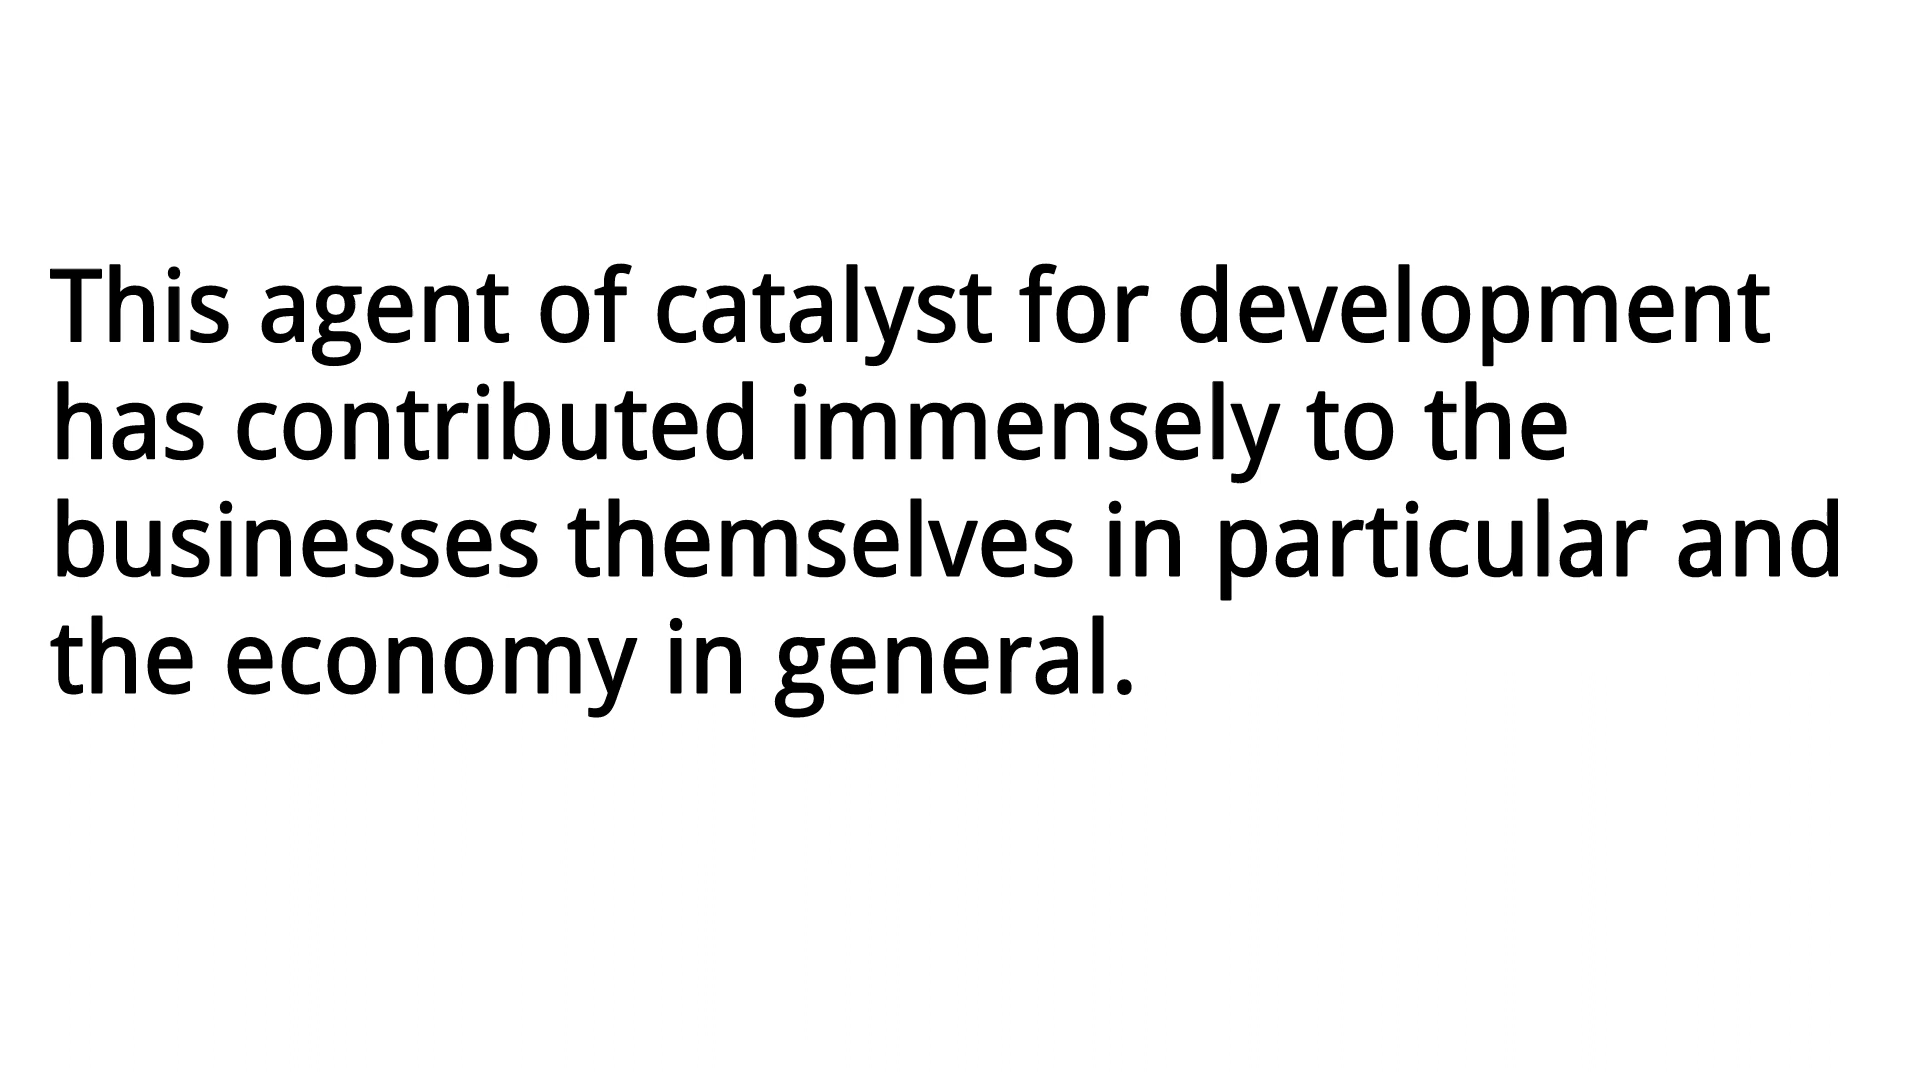 This agent of catalyst for development
has contributed immensely to the
businesses themselves in particular and
the economy in general.